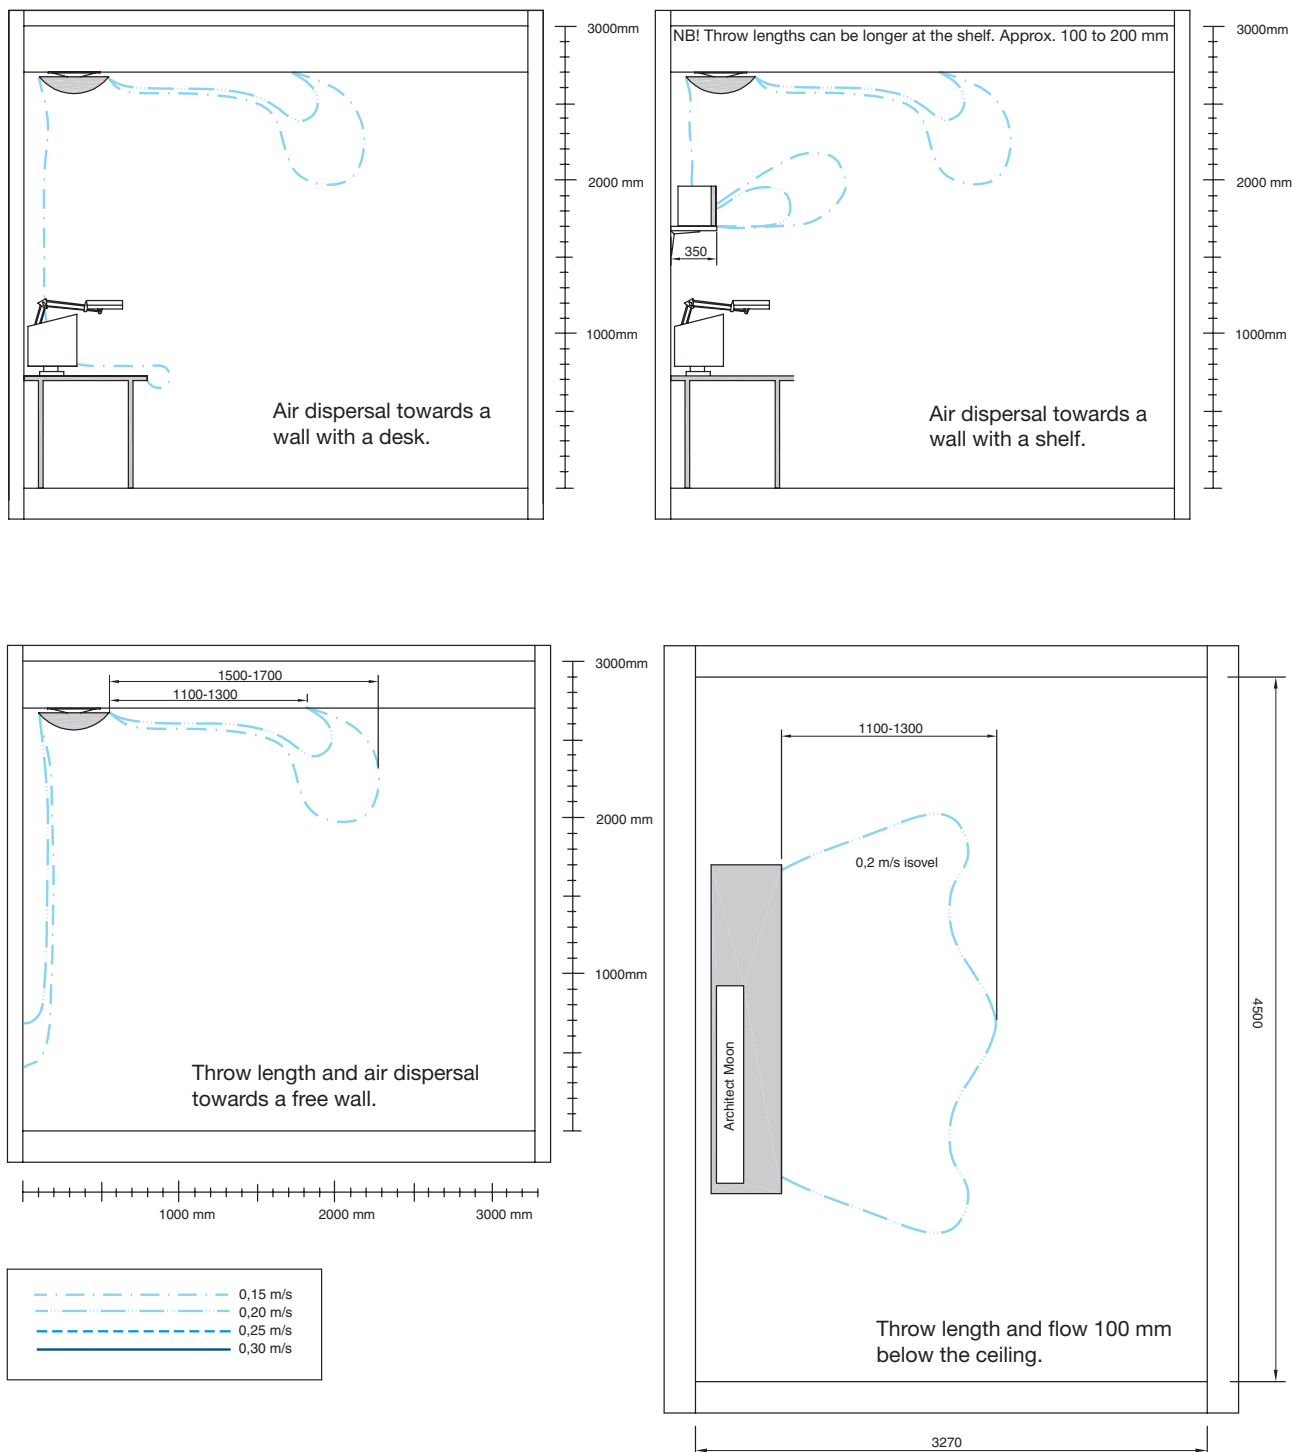 3000mm
2000 mm
1000mm
Air dispersal towards a
wall with a desk.
NB! Throw lengths can be longer at the shelf. Approx. 100 to 200 mm
350
3000mm
2000 mm
1000mm
Air dispersal towards a
wall with a shelf.
1500-1700
1100-1300
3000mm
2000 mm
1000mm
Throw length and air dispersal
towards a free wall.
1000 mm
2000 mm
3000 mm
0,15 m/s
0,20 m/s
0,25 m/s
0,30 m/s
1100-1300
0,2 m/s isovel
Architect Moon
4500
Throw length and flow 100 mm
below the ceiling.
3270